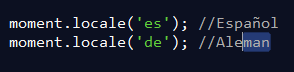 moment.locale('es'); //Español
moment.locale('de'); //Aleman